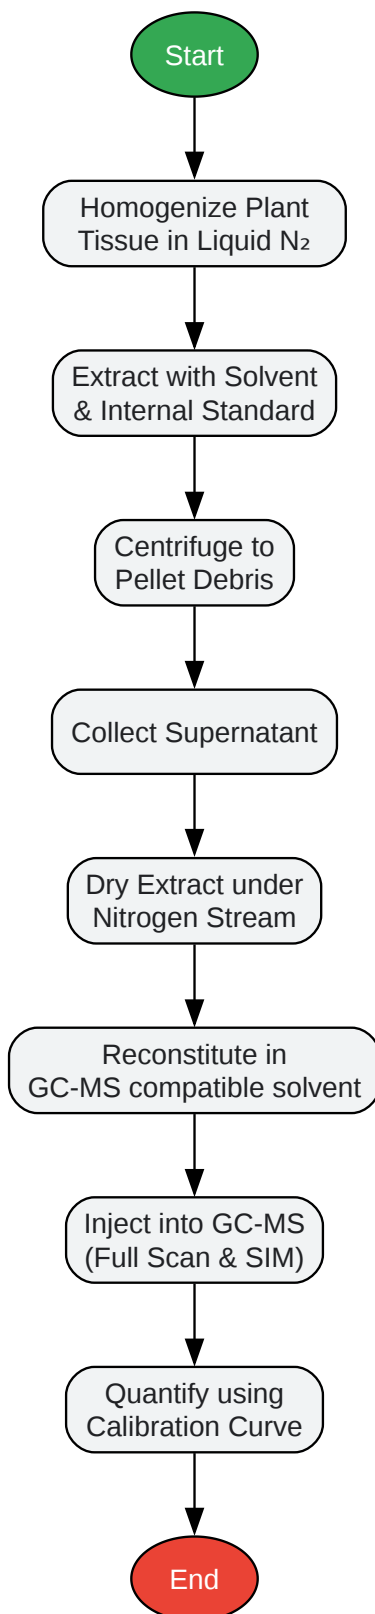 Start
Homogenize Plant
Tissue in Liquid N₂
Extract with Solvent
& Internal Standard
Centrifuge to
Pellet Debris
Collect Supernatant
Dry Extract under
Nitrogen Stream
Reconstitute in
GC-MS compatible solvent
Inject into GC-MS
(Full Scan & SIM)
Quantify using
Calibration Curve
End